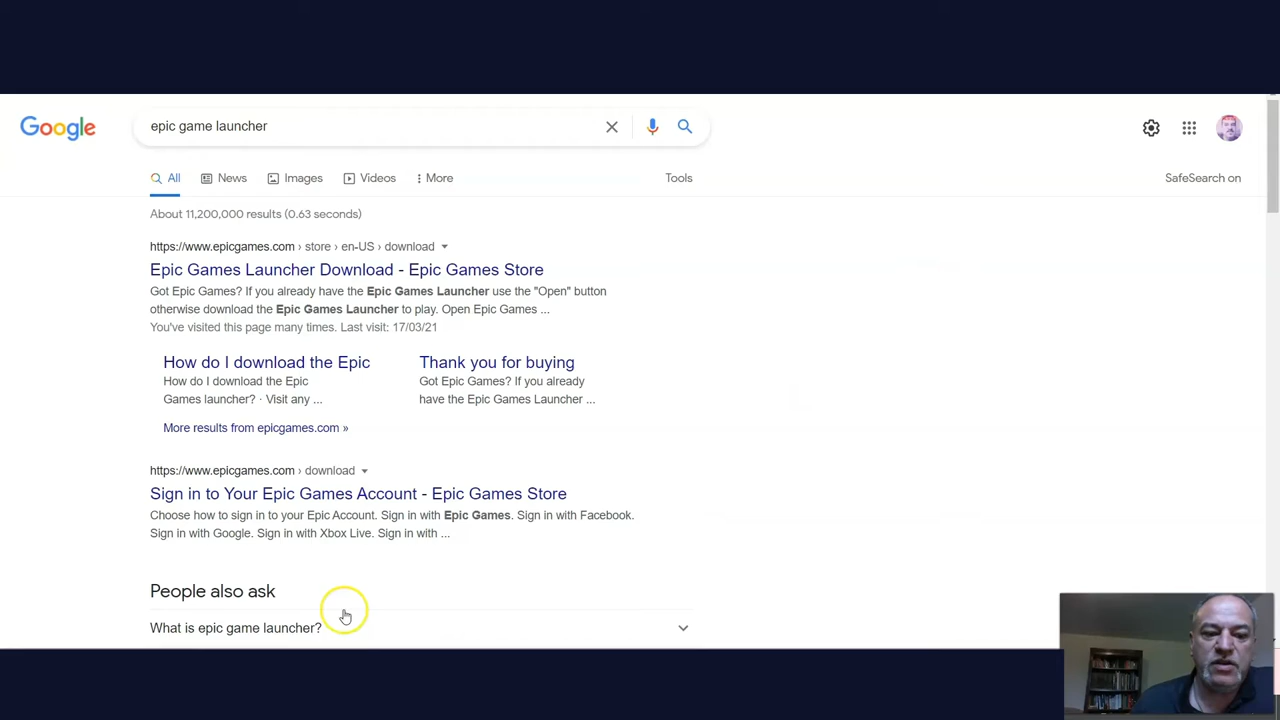 Google
epic game launcher
All
News
Images
Videos
More
Tools
SafeSearch on
About 11,200,000 results (0.63 seconds)
https://www.epicgames.com › store › en-US › download
Epic Games Launcher Download - Epic Games Store
Got Epic Games? If you already have the Epic Games Launcher use the "Open" button
otherwise download the Epic Games Launcher to play. Open Epic Games ...
You've visited this page many times. Last visit: 17/03/21
How do I download the Epic
How do I download the Epic
Games launcher? · Visit any ...
Thank you for buying
Got Epic Games? If you already
have the Epic Games Launcher ...
More results from epicgames.com »
https://www.epicgames.com › download
Sign in to Your Epic Games Account - Epic Games Store
Choose how to sign in to your Epic Account. Sign in with Epic Games. Sign in with Facebook.
Sign in with Google. Sign in with Xbox Live. Sign in with ...
People also ask
What is epic game launcher?